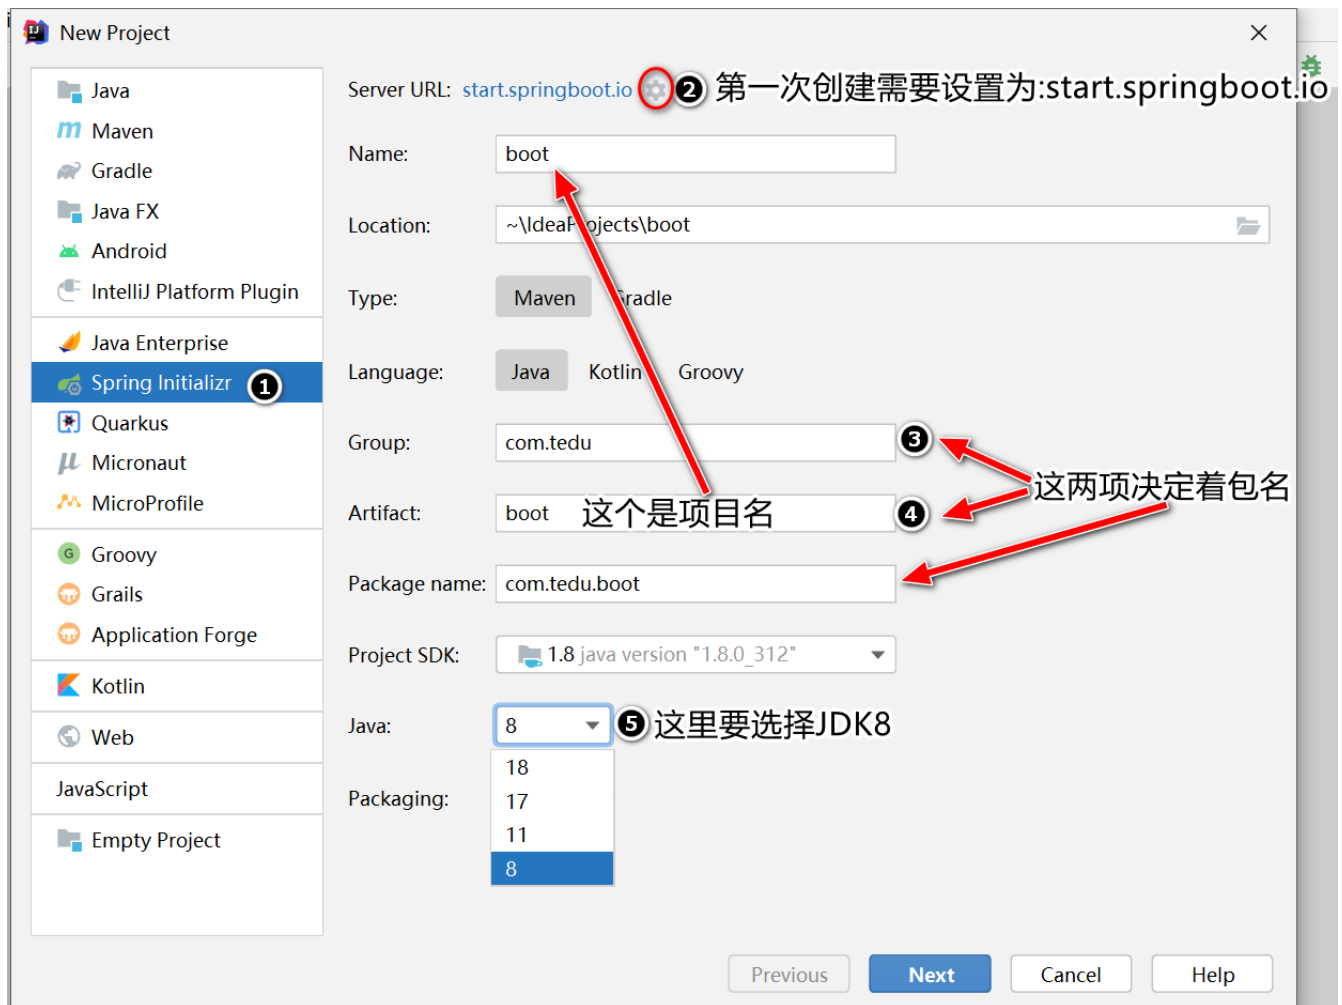 New Project
Java
Maven
Gradle
Java FX
Android
IntelliJ Platform Plugin
Java Enterprise
Spring Initializr ❶
Quarkus
Micronaut
MicroProfile
Groovy
Grails
Application Forge
Kotlin
Web
JavaScript
Empty Project
Server URL: start.springboot.io ❷ 第一次创建需要设置为:start.springboot.io
Name: boot
Location: ~\IdeaProjects\boot
Type: Maven Gradle
Language: Java Kotlin Groovy
Group: com.tedu ❸
这两项决定着包名
Artifact: boot 这个是项目名 ❹
Package name: com.tedu.boot
Project SDK: 1.8 java version "1.8.0_312"
Java: 8 ❺这里要选择JDK8
18
Packaging: 17
11
8
Previous Next Cancel Help